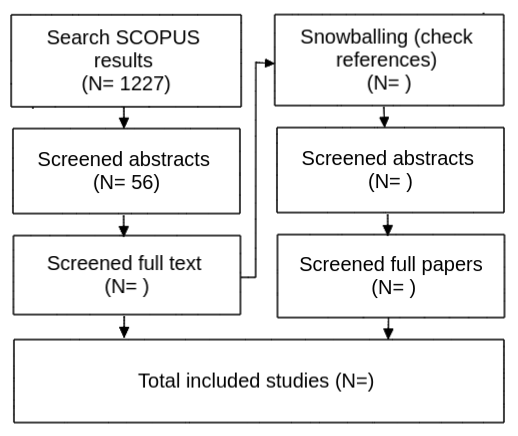 Search SCOPUS
results
(N= 1227)
Screened abstracts
(N= 56)
Screened full text
(N= )
Snowballing (check
references)
(N= )
Screened abstracts
(N= )
Screened full papers
(N= )
Total included studies (N=)